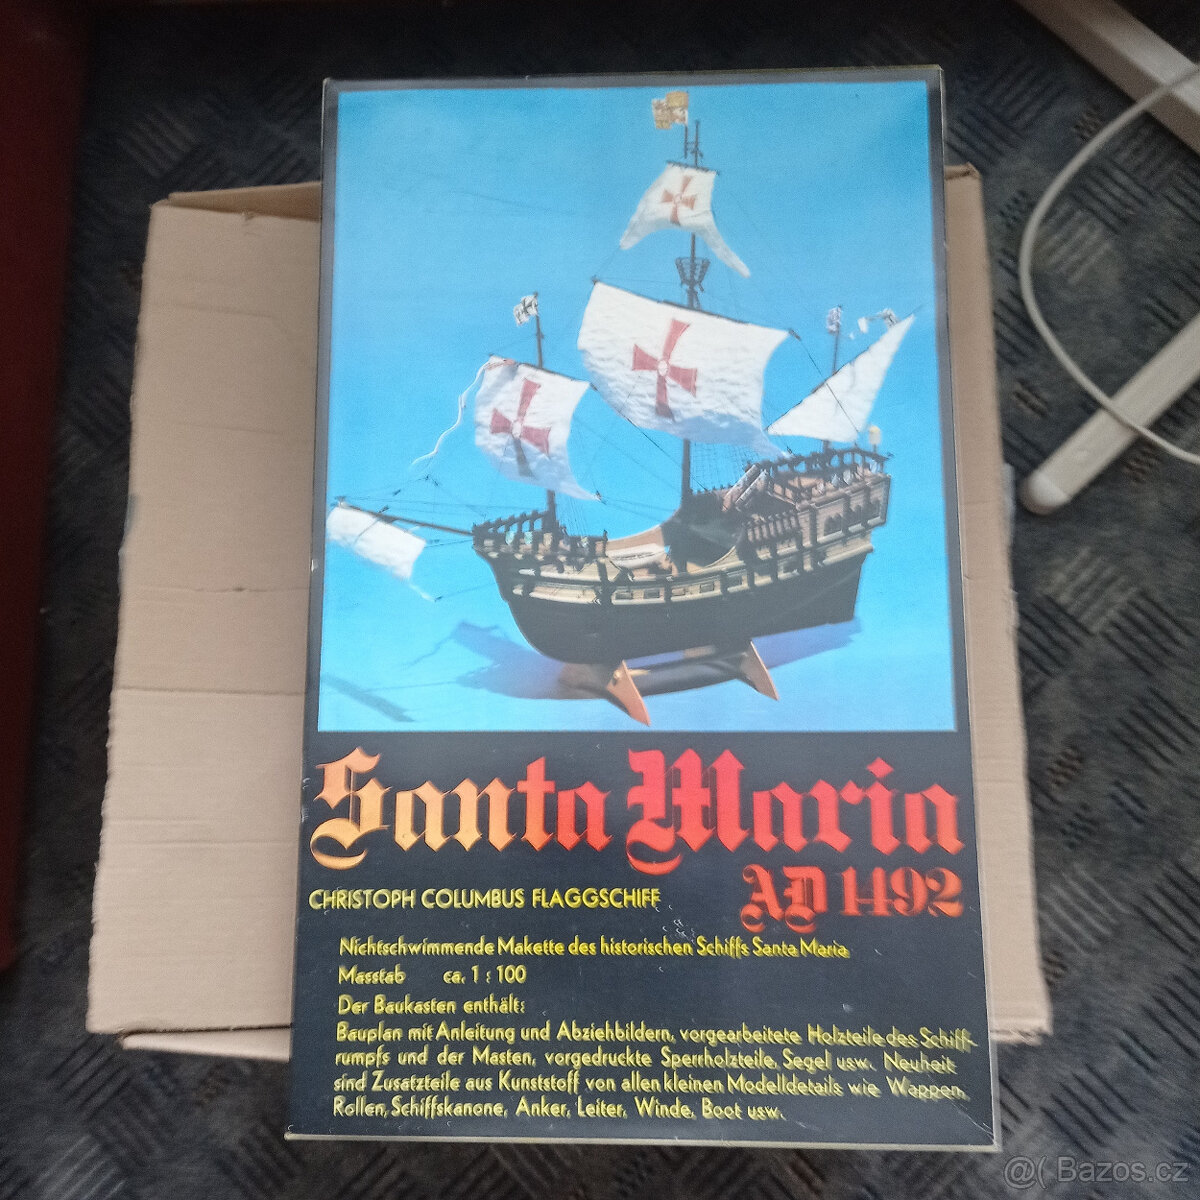 Santa Maria
AD 1492
CHRISTOPH COLUMBUS FLAGGSCHIFF
Nichtschwimmende Makette des historischen Schiffs Santa Maria
Masstab ca. 1 : 100
Der Baukasten enthält:
Bauplan mit Anleitung und Abziehbildern, vorgearbeitete Holzteile des Schiff-
rumpfs und der Masten, vorgedruckte Sperrholzteile, Segel usw. Neuheit
sind Zusatzteile aus Kunststoff von allen kleinen Modelldetails wie Wappen,
Rollen, Schiffskanone, Anker, Leiter, Winde, Boot usw.
@( Bazos.cz